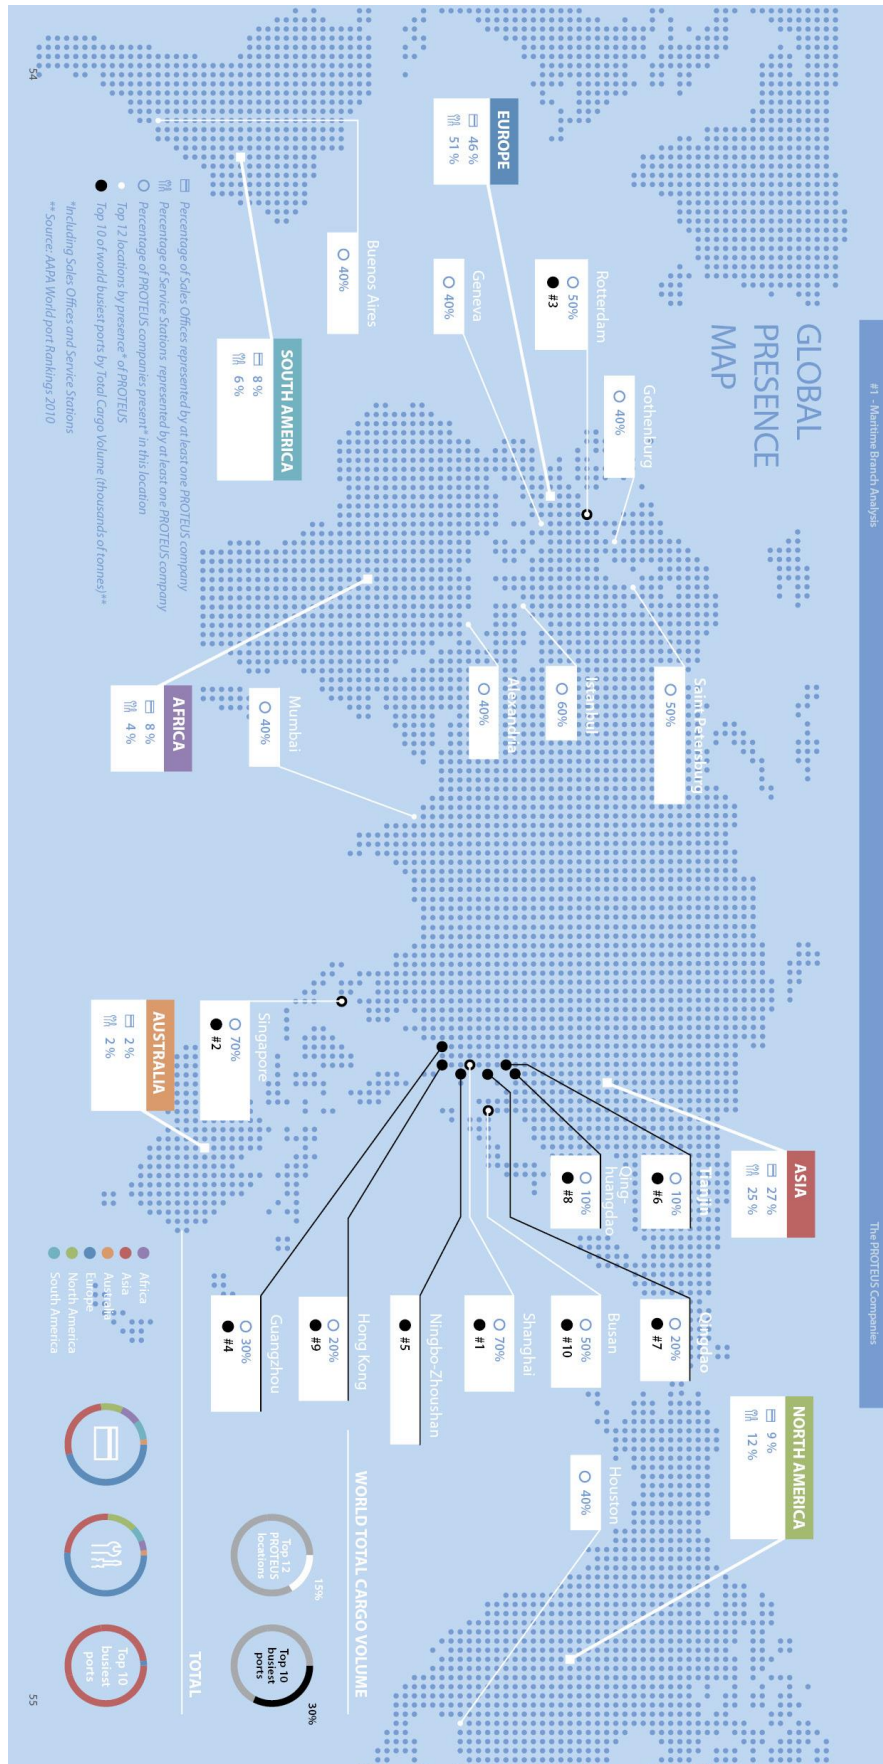 #1 - Maritime Branch Analysis
The PROTEUS Companies
GLOBAL
PRESENCE
MAP
EUROPE
46 %
51 %
Rotterdam
50%
#3
Geneva
40%
Gothenburg
40%
Buenos Aires
40%
SOUTH AMERICA
8 %
6 %
Saint Petersburg
50%
Istanbul
60%
Alexandria
40%
Mumbai
40%
AFRICA
8 %
4 %
Singapore
70%
#2
AUSTRALIA
2 %
2 %
ASIA
27 %
25 %
Tianjin
10%
#6
Qing-
huangdao
10%
#8
Qingdao
20%
#7
Busan
50%
#10
Shanghai
70%
#1
Ningbo-Zhoushan
#5
Hong Kong
20%
#9
Guangzhou
30%
#4
NORTH AMERICA
9 %
12 %
Houston
40%
Percentage of Sales Offices represented by at least one PROTEUS company
Percentage of Service Stations represented by at least one PROTEUS company
Percentage of PROTEUS companies present* in this location
Top 12 locations by presence* of PROTEUS
Top 10 of world busiest ports by Total Cargo Volume (thousands of tonnes)**
*Including Sales Offices and Service Stations
** Source: AAPA World port Rankings 2010
Africa
Asia
Australia
Europe
North America
South America
WORLD TOTAL CARGO VOLUME
Top 12
PROTEUS
locations
15%
Top 10
busiest
ports
30%
TOTAL
Top 10
busiest
ports
54
55